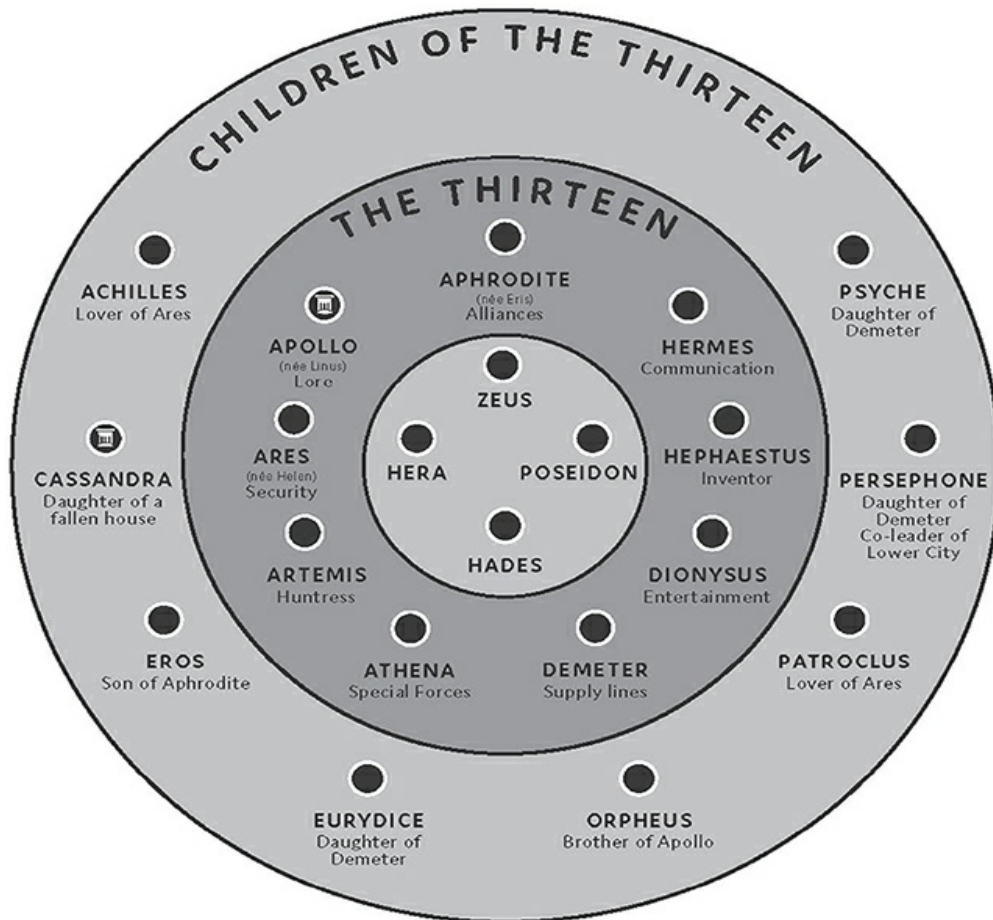 CHILDREN OF THE THIRTEEN
THE THIRTEEN
APHRODITE
(née Eris)
Alliances
ACHILLES
Lover of Ares
PSYCHE
Daughter of
Demeter
APOLLO
(née Linus)
Lore
HERMES
Communication
ZEUS
ARES
(née Helen)
Security
HERA
POSEIDON
HEPHAESTUS
Inventor
CASSANDRA
Daughter of a
fallen house
PERSEPHONE
Daughter of
Demeter
Co-leader of
Lower City
HADES
ARTEMIS
Huntress
DIONYSUS
Entertainment
EROS
Son of Aphrodite
ATHENA
Special Forces
DEMETER
Supply lines
PATROCLUS
Lover of Ares
EURYDICE
Daughter of
Demeter
ORPHEUS
Brother of Apollo